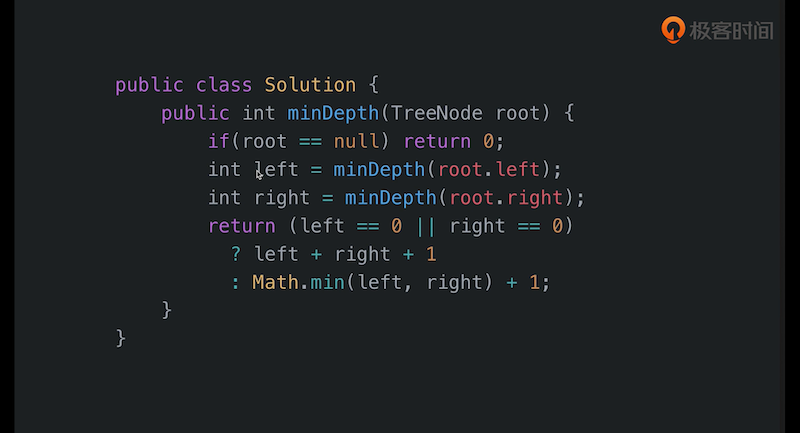 极客时间
public class Solution {
    public int minDepth(TreeNode root) {
        if(root == null) return 0;
        int left = minDepth(root.left);
        int right = minDepth(root.right);
        return (left == 0 || right == 0)
          ? left + right + 1
          : Math.min(left, right) + 1;
    }
}